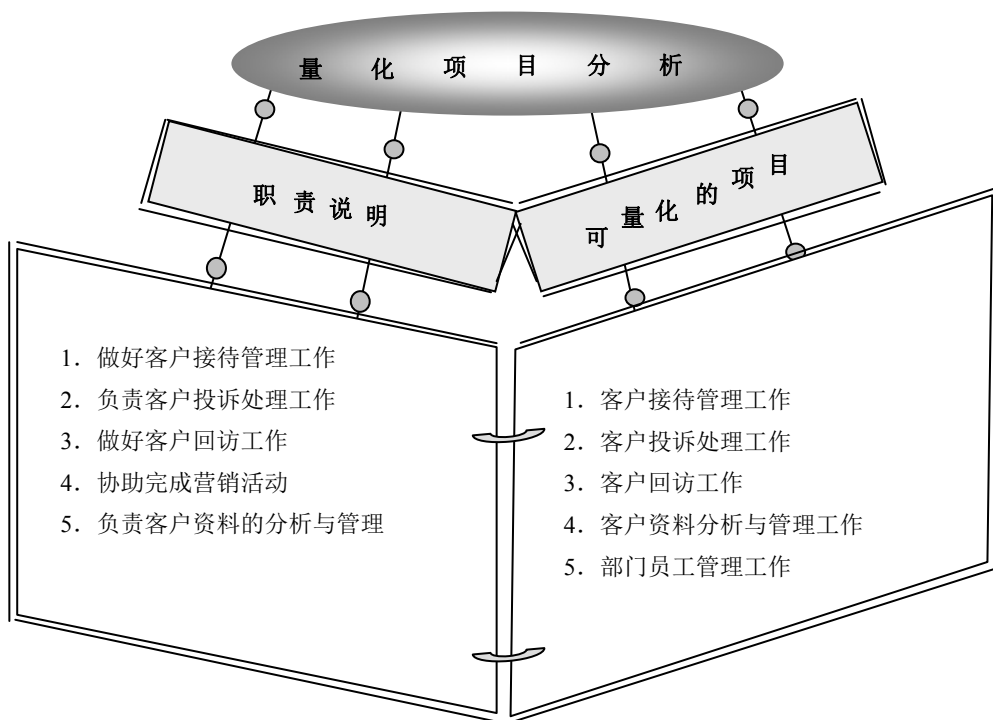 量化项目分析
职责说明
可量化的项目
1．做好客户接待管理工作
2．负责客户投诉处理工作
3．做好客户回访工作
4．协助完成营销活动
5．负责客户资料的分析与管理
1．客户接待管理工作
2．客户投诉处理工作
3．客户回访工作
4．客户资料分析与管理工作
5．部门员工管理工作